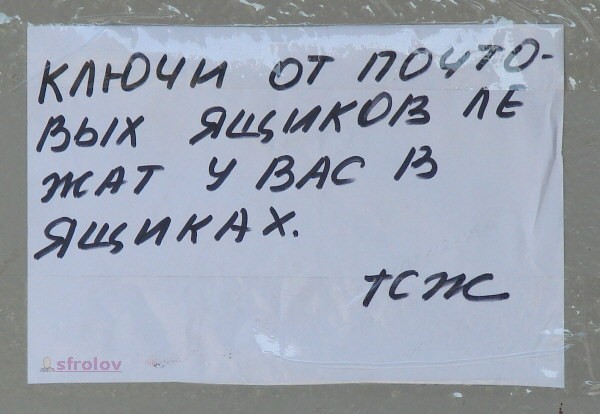 КЛЮЧИ ОТ ПОЧТО-
ВЫХ ЯЩИКОВ ЛЕ
ЖАТ У ВАС В
ЯЩИКАХ.
ТСЖ
sfrolov